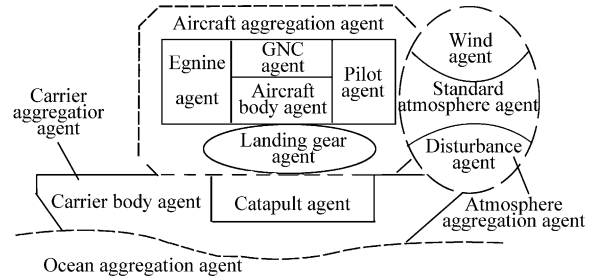 Aircraft aggregation agent
Egnine
agent
GNC
agent
Aircraft
body agent
Pilot
agent
Landing gear
agent
Wind
agent
Standard
atmosphere agent
Disturbance
agent
Atmosphere
aggregation agent
Carrier
aggregatior
agent
Carrier body agent
Catapult agent
Ocean aggregation agent